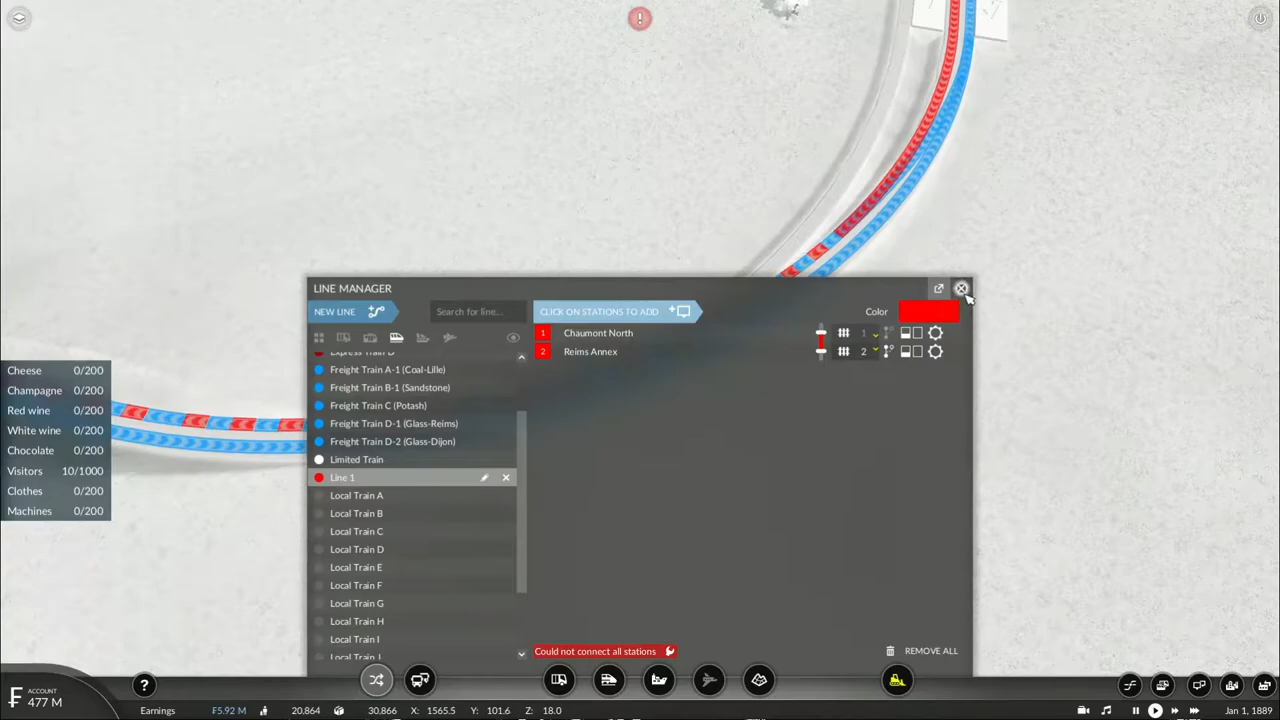 LINE MANAGER
NEW LINE
Search for line...
CLICK ON STATIONS TO ADD
Color
1 Chaumont North 1
2 Reims Annex 2
Express Train D
Freight Train A-1 (Coal-Lille)
Freight Train B-1 (Sandstone)
Freight Train C (Potash)
Freight Train D-1 (Glass-Reims)
Freight Train D-2 (Glass-Dijon)
Limited Train
Line 1
Local Train A
Local Train B
Local Train C
Local Train D
Local Train E
Local Train F
Local Train G
Local Train H
Local Train I
Local Train J
Could not connect all stations
REMOVE ALL
Cheese 0/200
Champagne 0/200
Red wine 0/200
White wine 0/200
Chocolate 0/200
Visitors 10/1000
Clothes 0/200
Machines 0/200
ACCOUNT
477 M
?
Earnings ₣5.92 M 20,864 30,866 X: 1565.5 Y: 101.6 Z: 18.0 Jan 1, 1889